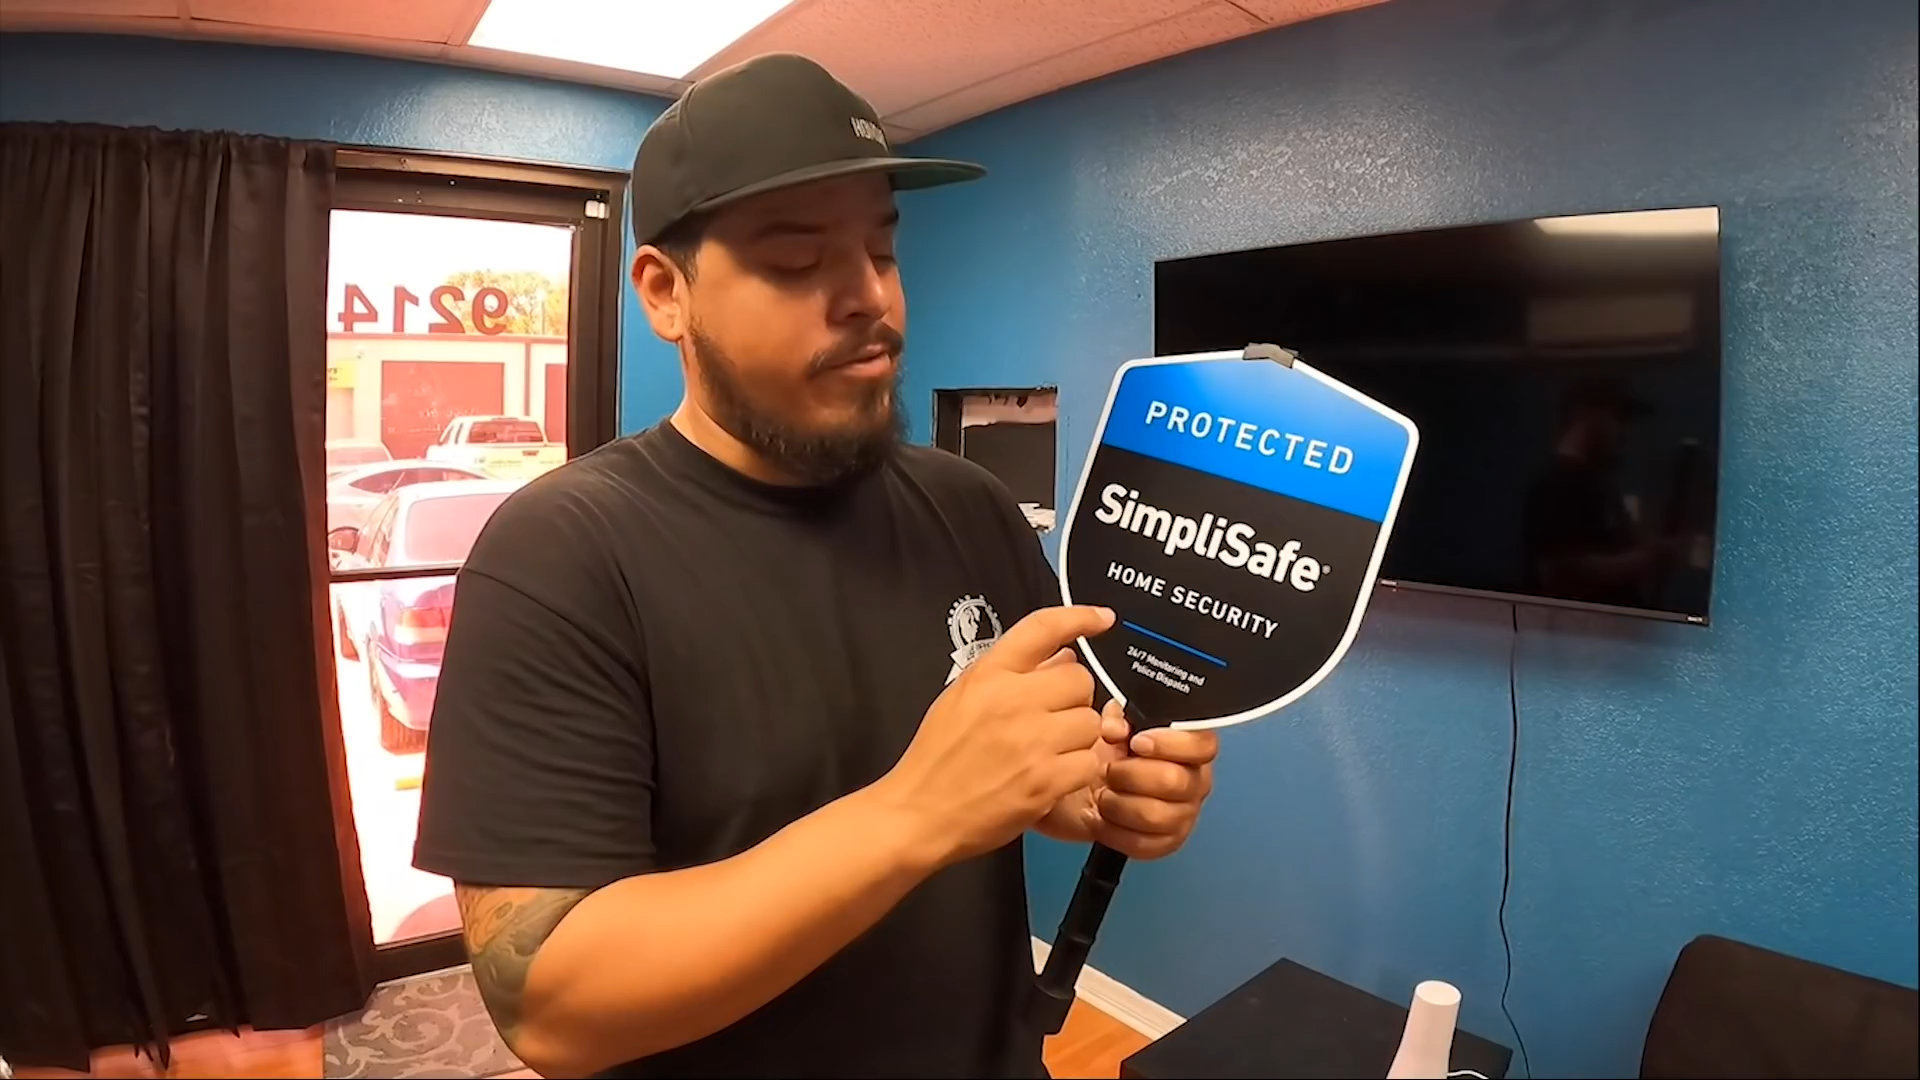 9214
PROTECTED
SimpliSafe®
HOME SECURITY
24/7 Monitoring and
Police Dispatch